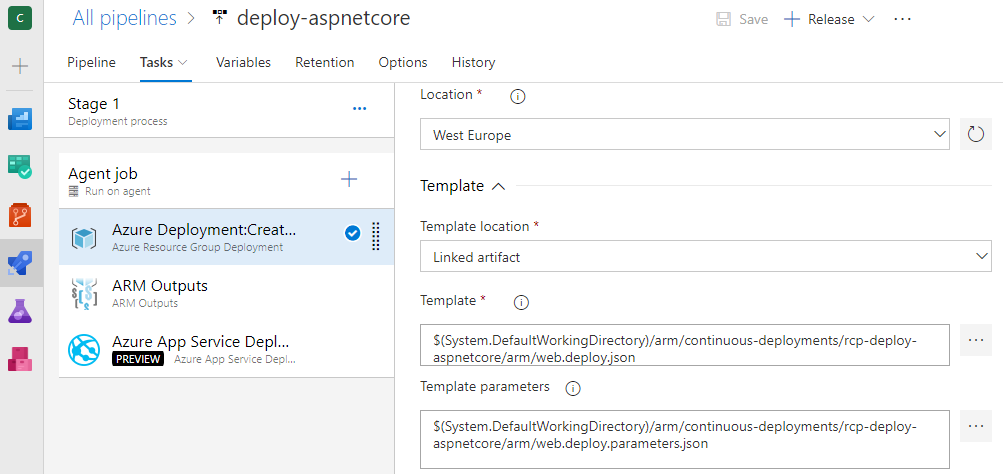 C
All pipelines > deploy-aspnetcore
Save
Release
...
Pipeline
Tasks
Variables
Retention
Options
History
Stage 1
Deployment process
...
Agent job
Run on agent
Azure Deployment:Creat...
Azure Resource Group Deployment
ARM Outputs
ARM Outputs
Azure App Service Depl...
PREVIEW Azure App Service Depl...
Location *
West Europe
Template
Template location *
Linked artifact
Template *
$(System.DefaultWorkingDirectory)/arm/continuous-deployments/rcp-deploy-
aspnetcore/arm/web.deploy.json
...
Template parameters
$(System.DefaultWorkingDirectory)/arm/continuous-deployments/rcp-deploy-
aspnetcore/arm/web.deploy.parameters.json
...